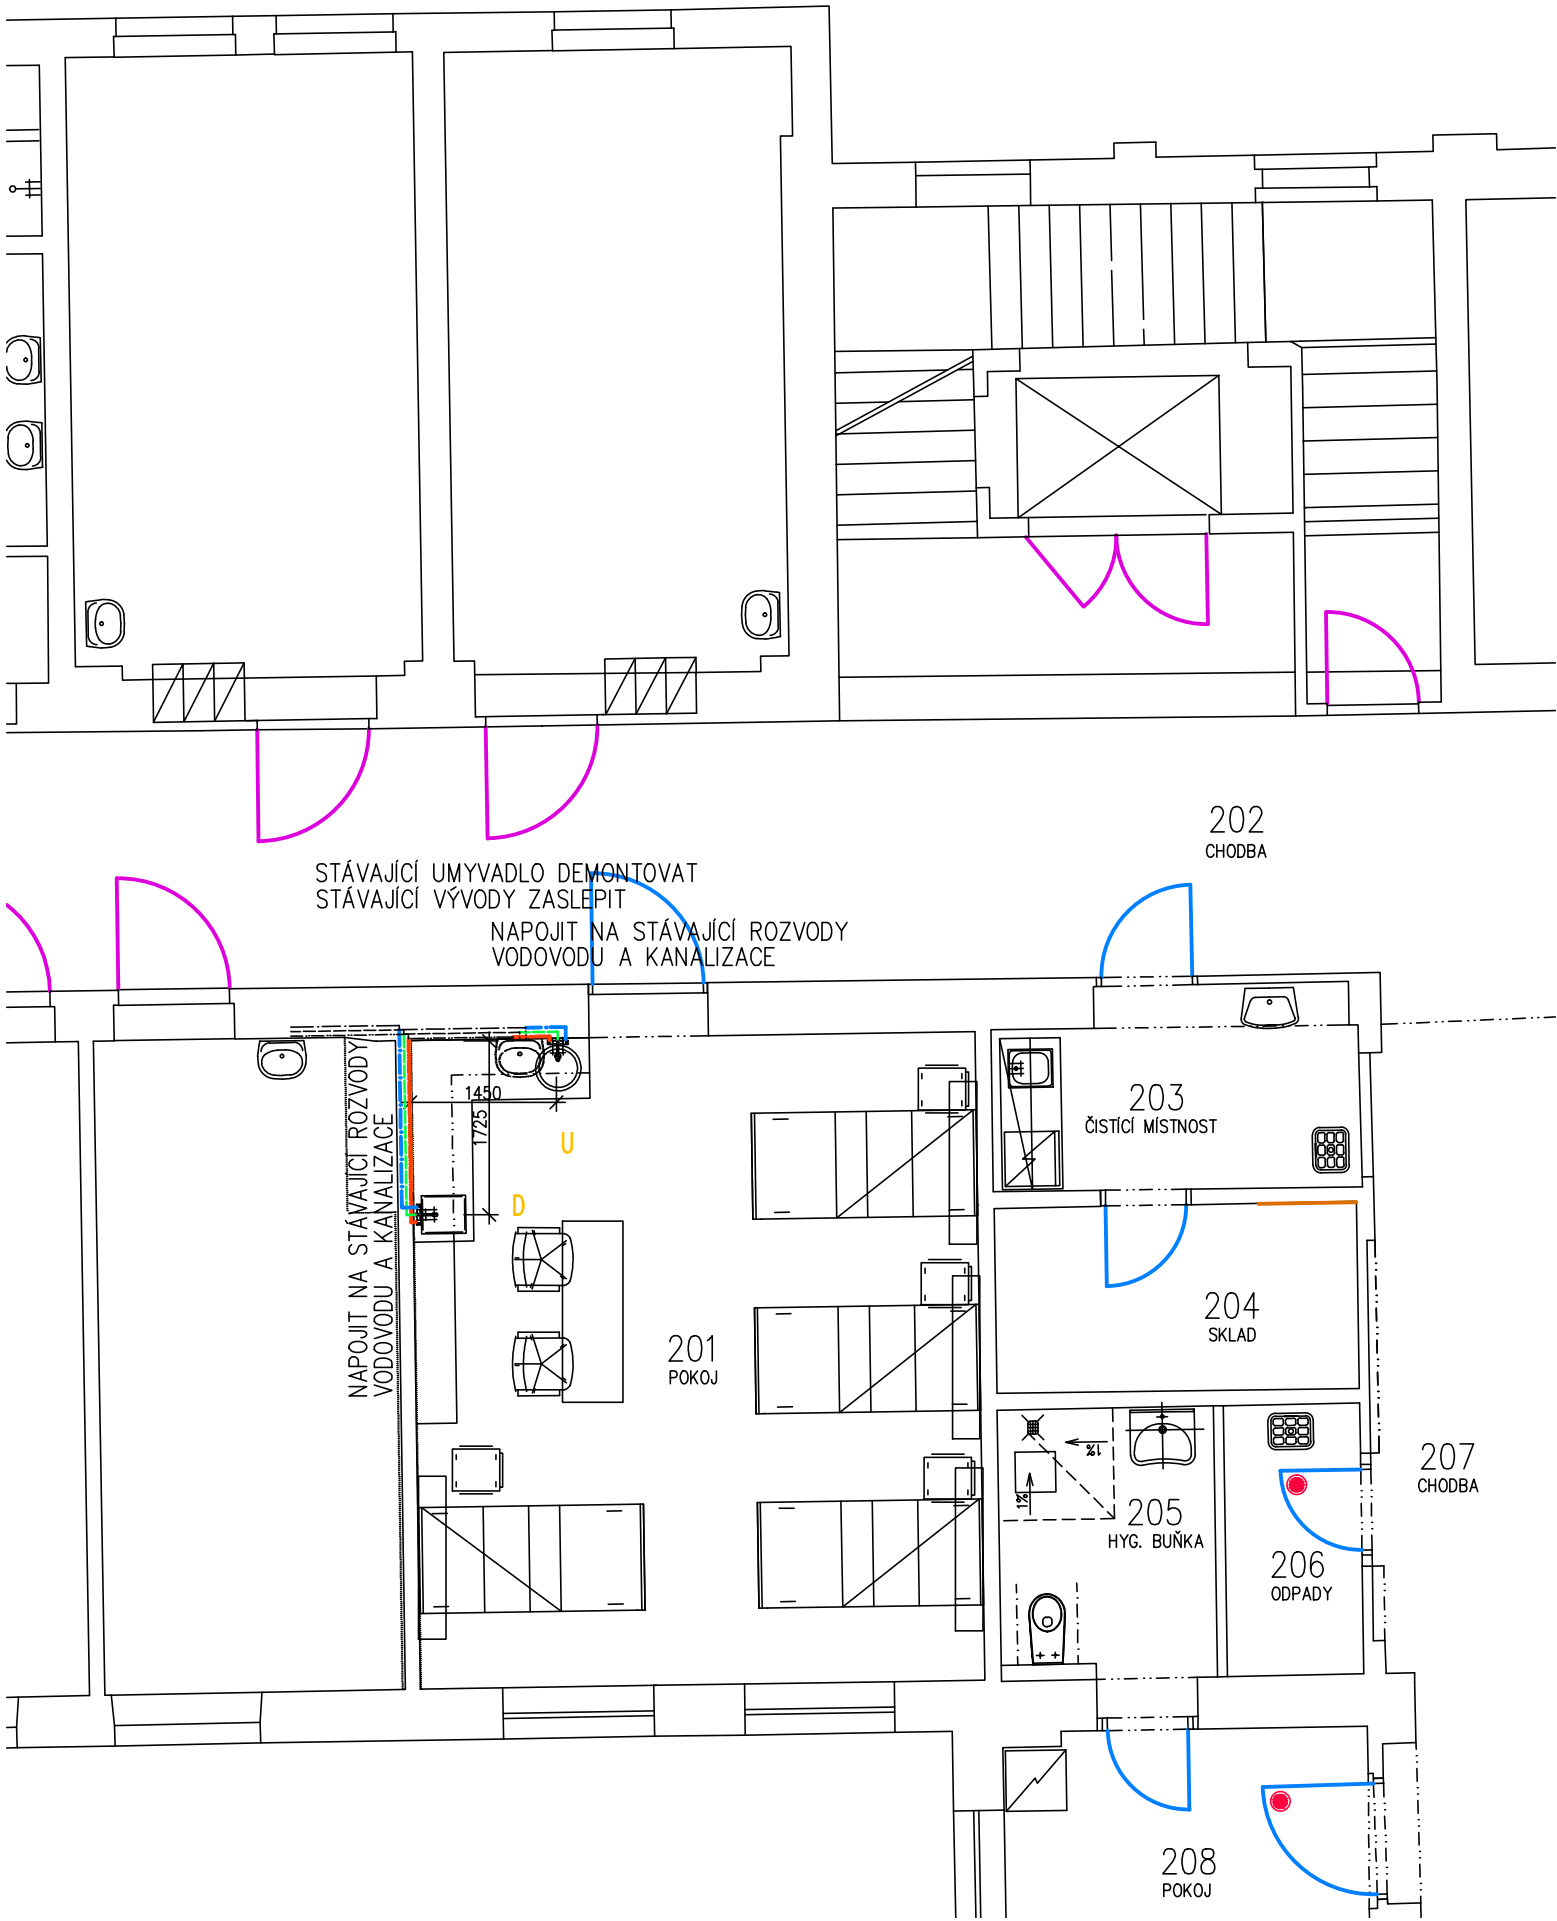 202
CHODBA
STÁVAJÍCÍ UMYVADLO DEMONTOVAT
STÁVAJÍCÍ VÝVODY ZASLEPIT
NAPOJIT NA STÁVAJÍCÍ ROZVODY
VODOVODU A KANALIZACE
NAPOJIT NA STÁVAJÍCÍ ROZVODY
VODOVODU A KANALIZACE
1450
1725
U
D
203
ČISTÍCÍ MÍSTNOST
204
SKLAD
201
POKOJ
1%
1%
205
HYG. BUŇKA
206
ODPADY
207
CHODBA
208
POKOJ